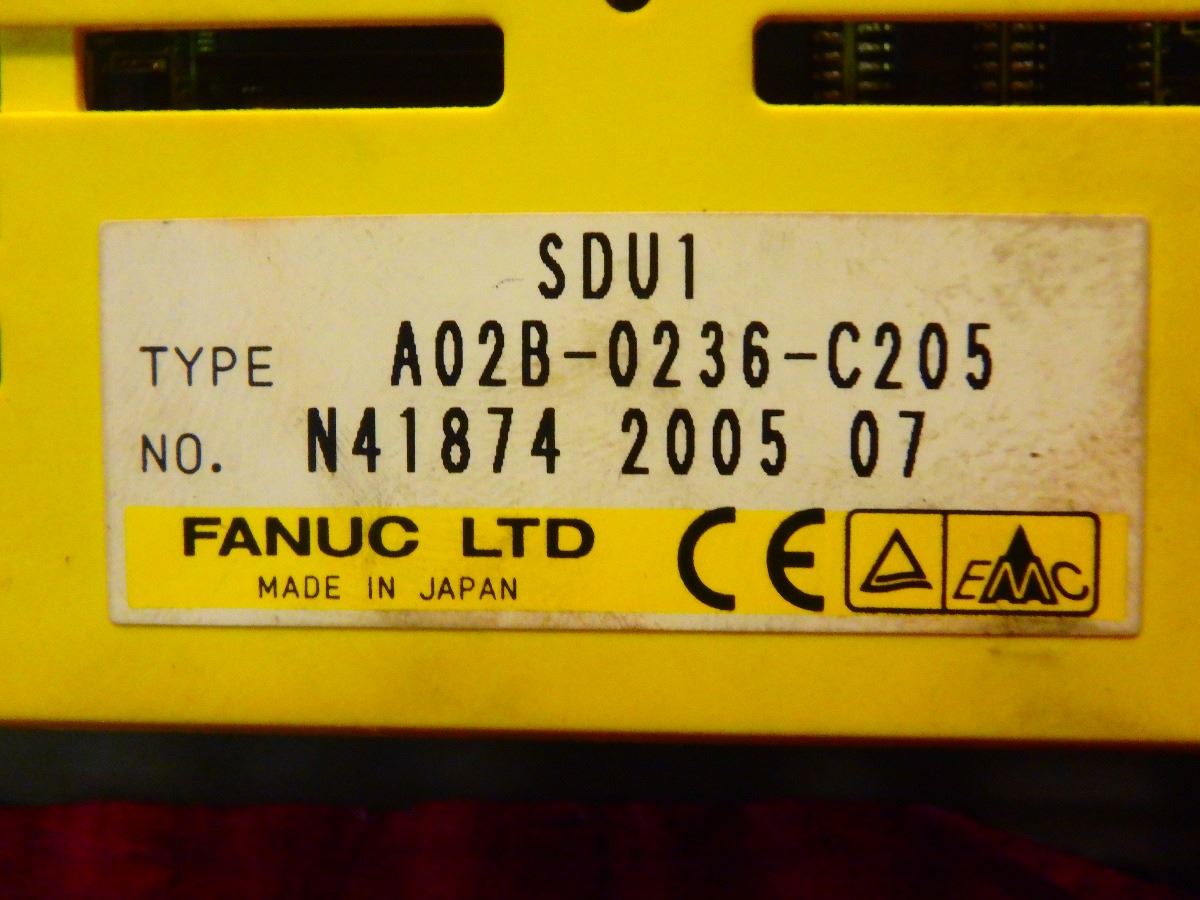 SDU1
TYPE A02B-0236-C205
NO. N41874 2005 07
FANUC LTD
MADE IN JAPAN
CE
EMC